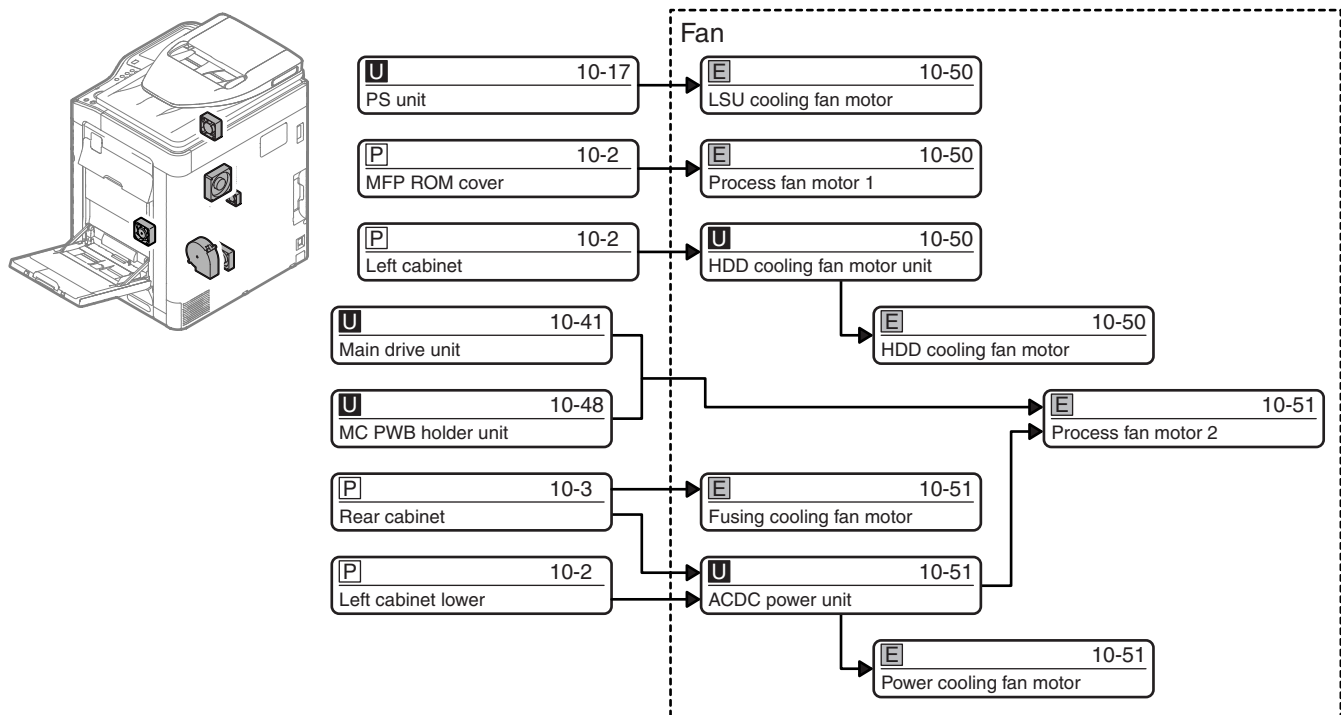 Fan
U 10-17
PS unit
E 10-50
LSU cooling fan motor
P 10-2
MFP ROM cover
E 10-50
Process fan motor 1
P 10-2
Left cabinet
U 10-50
HDD cooling fan motor unit
E 10-50
HDD cooling fan motor
U 10-41
Main drive unit
U 10-48
MC PWB holder unit
E 10-51
Process fan motor 2
P 10-3
Rear cabinet
E 10-51
Fusing cooling fan motor
P 10-2
Left cabinet lower
U 10-51
ACDC power unit
E 10-51
Power cooling fan motor